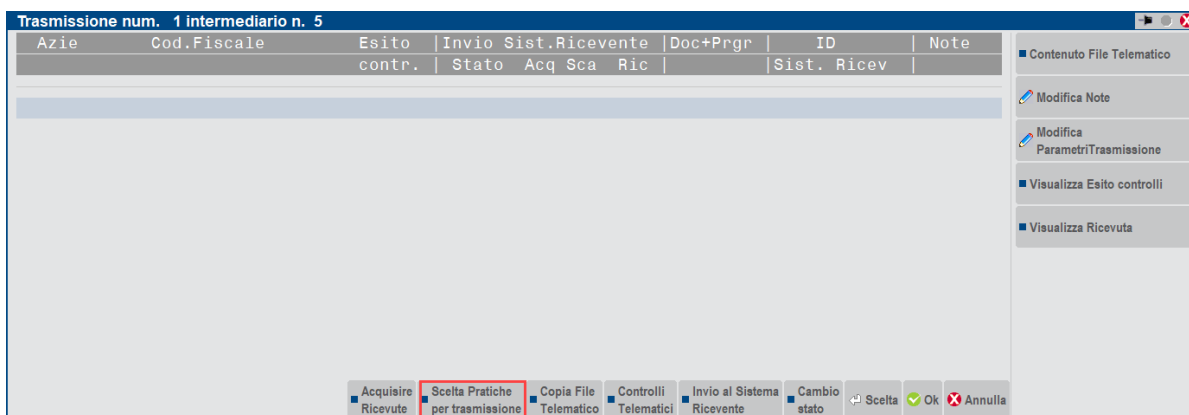 Trasmissione num. 1 intermediario n. 5
Azie Cod.Fiscale Esito |Invio Sist.Ricevente |Doc+Prgr | ID | Note
contr. | Stato Acq Sca Ric | |Sist. Ricev |
Contenuto File Telematico
Modifica Note
Modifica
ParametriTrasmissione
Visualizza Esito controlli
Visualizza Ricevuta
Acquisire
Ricevute
Scelta Pratiche
per trasmissione
Copia File
Telematico
Controlli
Telematici
Invio al Sistema
Ricevente
Cambio
stato
Scelta
Ok
Annulla